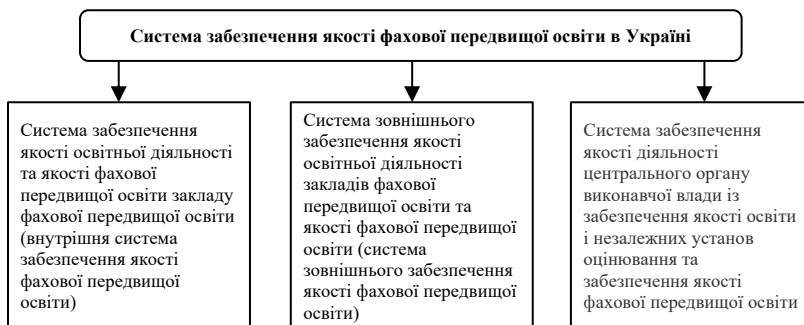 Система забезпечення якості фахової передвищої освіти в Україні
Система забезпечення
якості освітньої діяльності
та якості фахової
передвищої освіти закладу
фахової передвищої освіти
(внутрішня система
забезпечення якості
фахової передвищої
освіти)
Система зовнішнього
забезпечення якості
освітньої діяльності
закладів фахової
передвищої освіти та
якості фахової передвищої
освіти (система
зовнішнього забезпечення
якості фахової передвищої
освіти)
Система забезпечення
якості діяльності
центрального органу
виконавчої влади із
забезпечення якості освіти
і незалежних установ
оцінювання та
забезпечення якості
фахової передвищої освіти